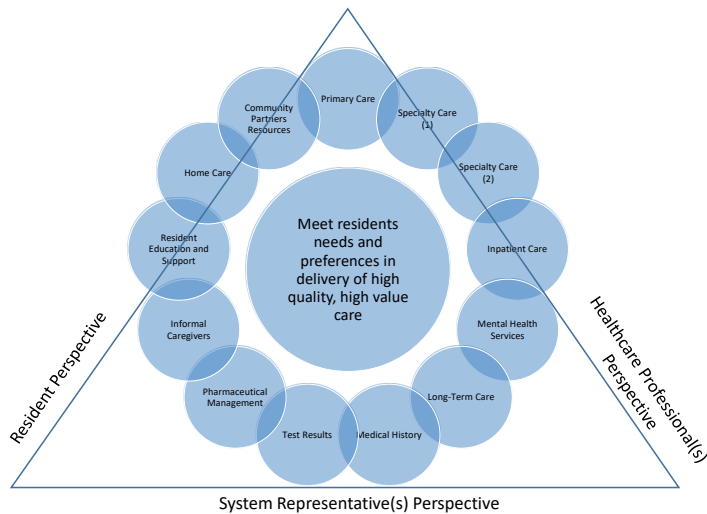 Primary Care
Specialty Care
(1)
Specialty Care
(2)
Inpatient Care
Mental Health
Services
Long-Term Care
Medical History
Test Results
Pharmaceutical
Management
Informal
Caregivers
Resident
Education and
Support
Home Care
Community
Partners
Resources
Meet residents
needs and
preferences in
delivery of high
quality, high value
care
Resident Perspective
Healthcare Professional(s)
Perspective
System Representative(s) Perspective